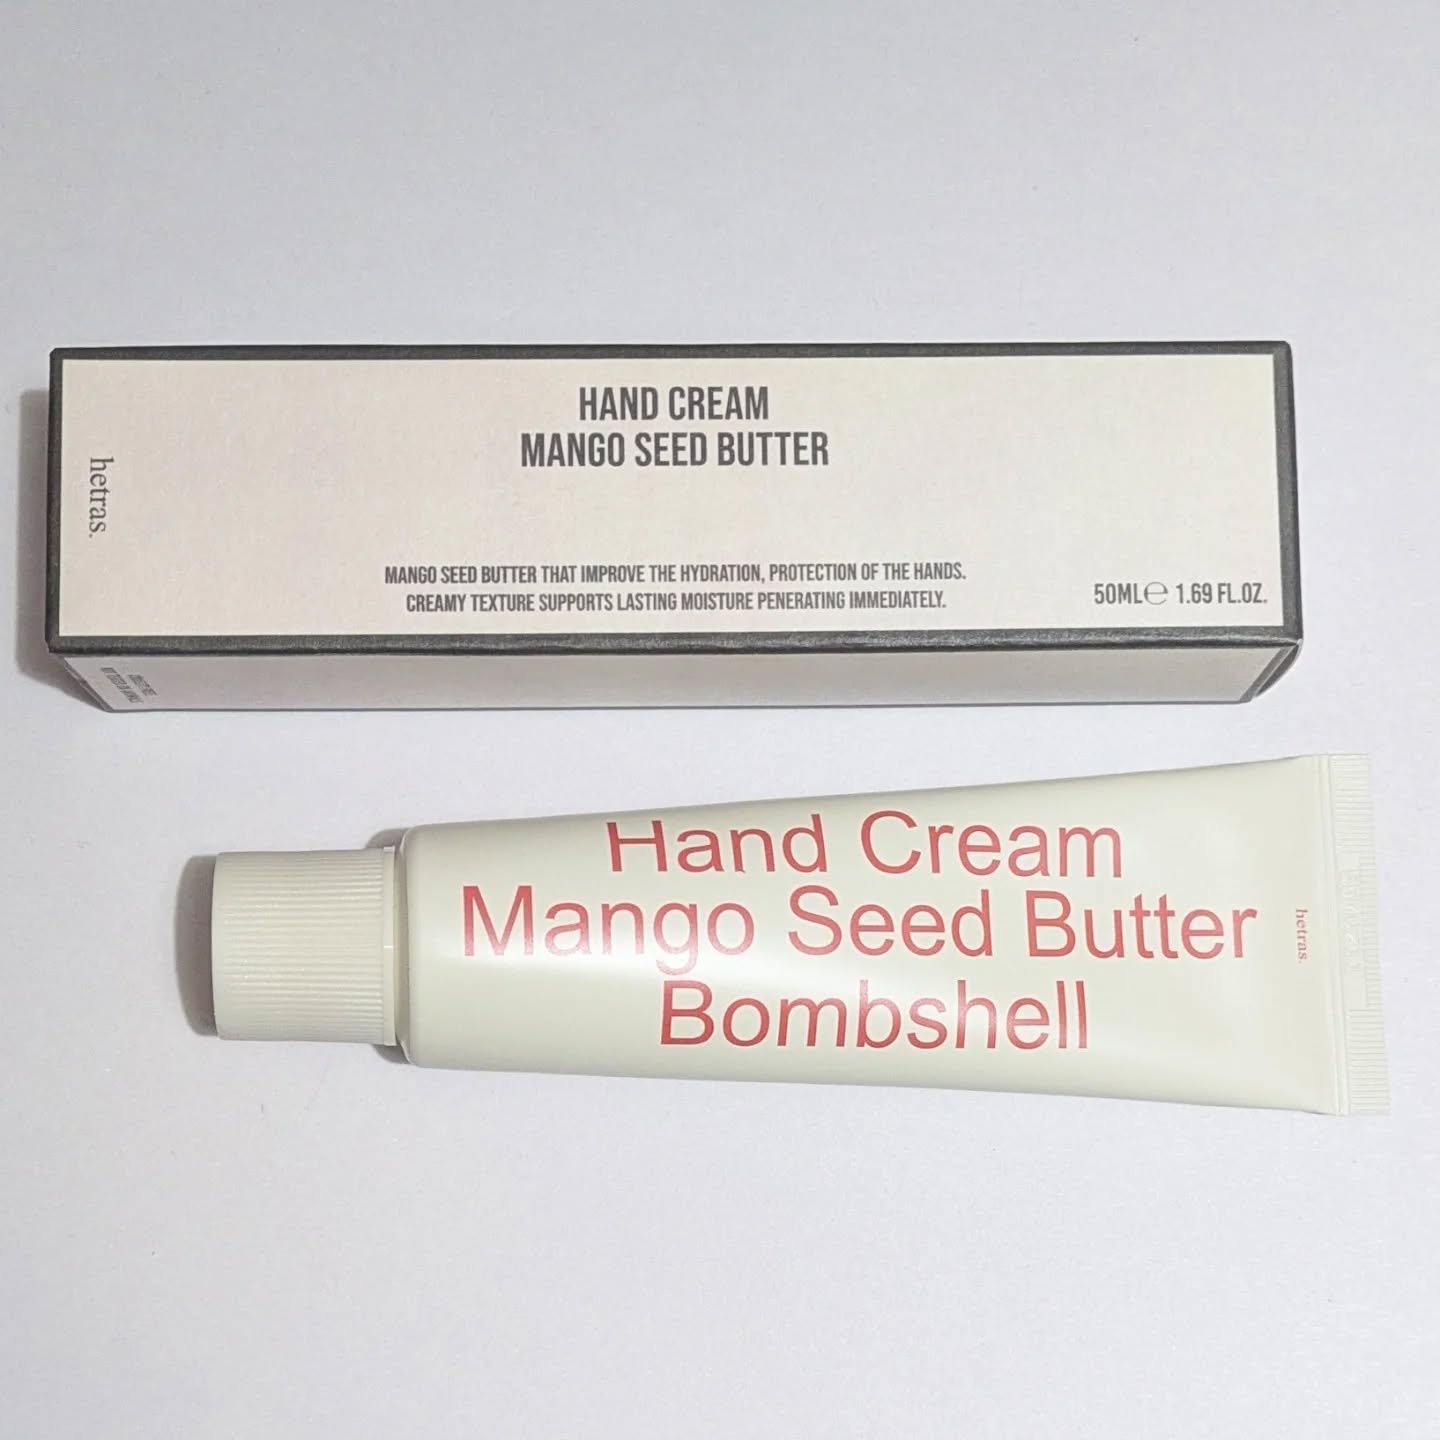 HAND CREAM
MANGO SEED BUTTER
hetras.
MANGO SEED BUTTER THAT IMPROVE THE HYDRATION, PROTECTION OF THE HANDS.
CREAMY TEXTURE SUPPORTS LASTING MOISTURE PENERATING IMMEDIATELY.
50ML℮ 1.69 FL.OZ.
Hand Cream
Mango Seed Butter
Bombshell
hetras.